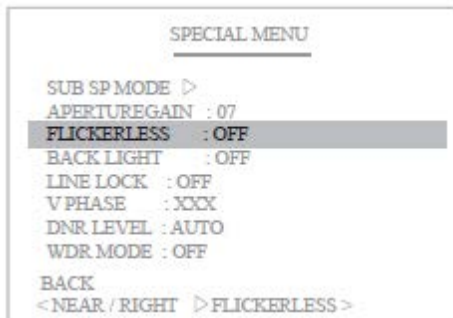 SPECIAL MENU
SUB SP MODE ▷
APERTUREGAIN : 07
FLICKERLESS : OFF
BACK LIGHT : OFF
LINE LOCK : OFF
V PHASE : XXX
DNR LEVEL : AUTO
WDR MODE : OFF
BACK
<NEAR / RIGHT ▷FLICKERLESS>